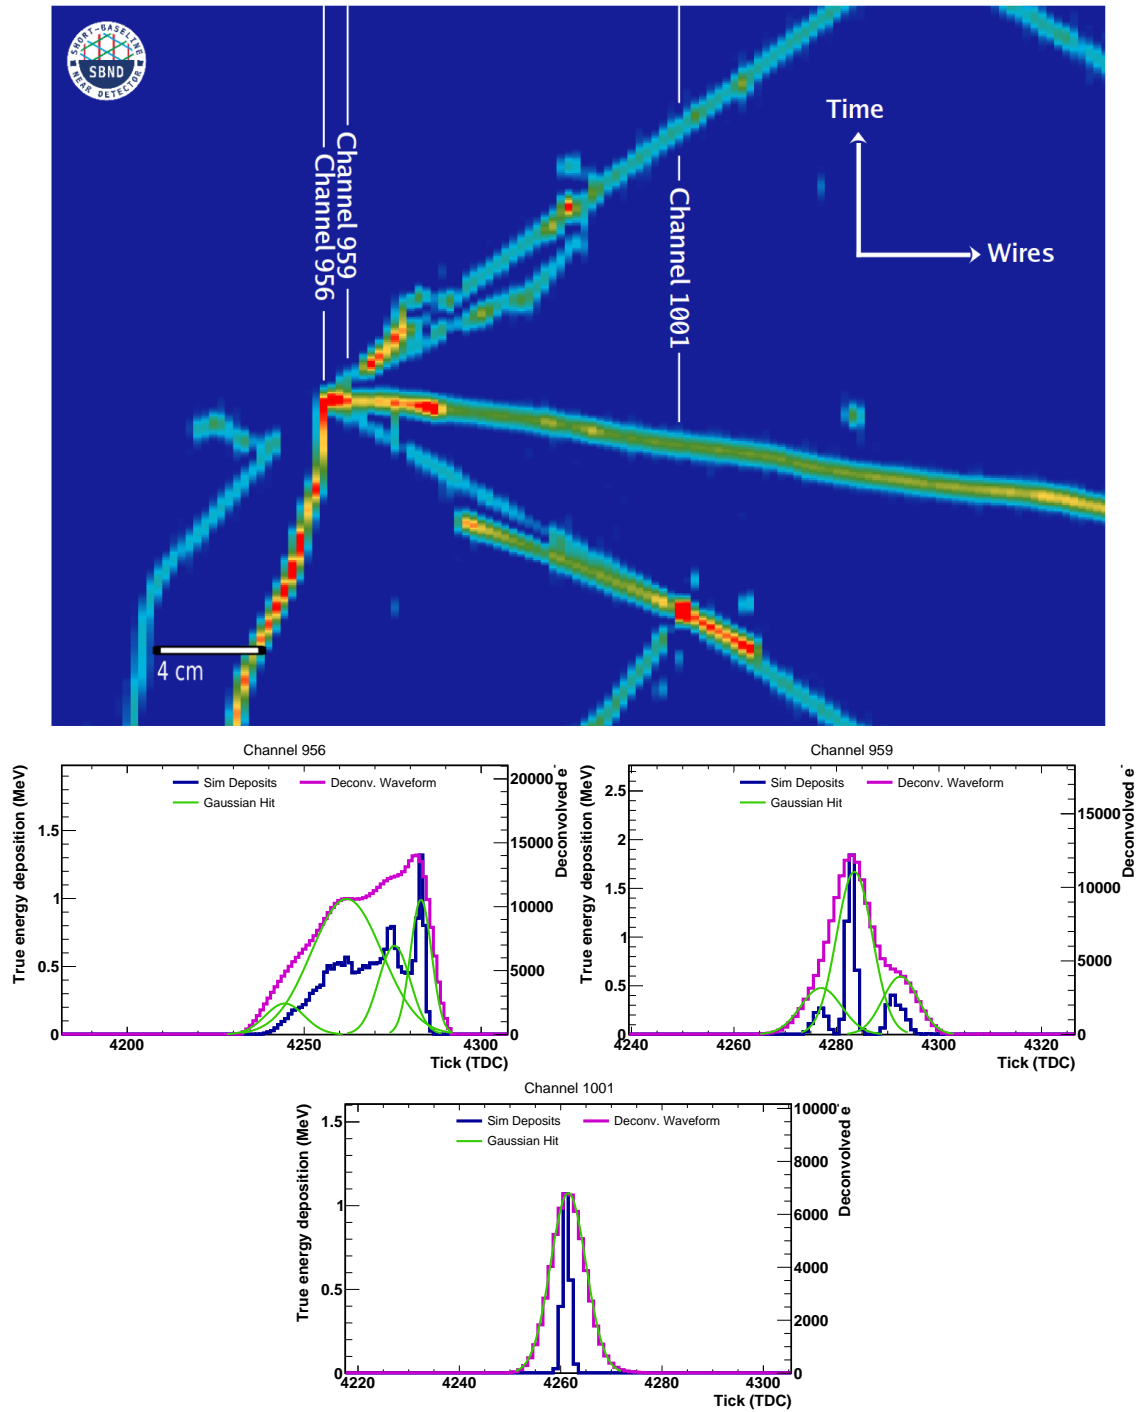 SHORT-BASELINE
SBND
NEAR DETECTOR
Channel 959
Channel 956
Channel 1001
Time
Wires
4 cm
Channel 956
True energy deposition (MeV)
Sim Deposits
Deconv. Waveform
Gaussian Hit
1.5
1
0.5
0
20000
15000
10000
5000
0
Deconvolved e-
4200
4250
4300
Tick (TDC)
Channel 959
True energy deposition (MeV)
Sim Deposits
Deconv. Waveform
Gaussian Hit
2.5
2
1.5
1
0.5
0
15000
10000
5000
0
Deconvolved e-
4240
4260
4280
4300
4320
Tick (TDC)
Channel 1001
True energy deposition (MeV)
Sim Deposits
Deconv. Waveform
Gaussian Hit
1.5
1
0.5
0
10000
8000
6000
4000
2000
0
Deconvolved e-
4220
4240
4260
4280
4300
Tick (TDC)